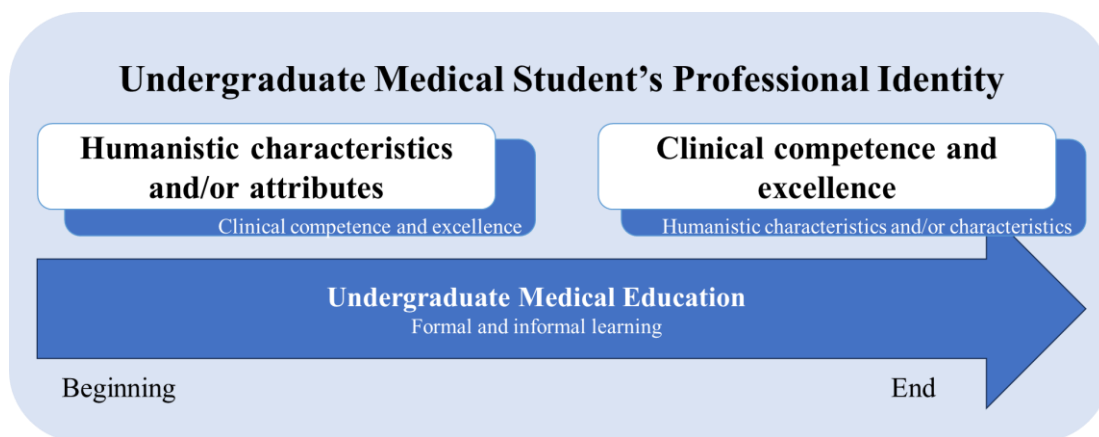 Undergraduate Medical Student’s Professional Identity
Humanistic characteristics
and/or attributes
Clinical competence and excellence
Clinical competence and
excellence
Humanistic characteristics and/or characteristics
Undergraduate Medical Education
Formal and informal learning
Beginning
End